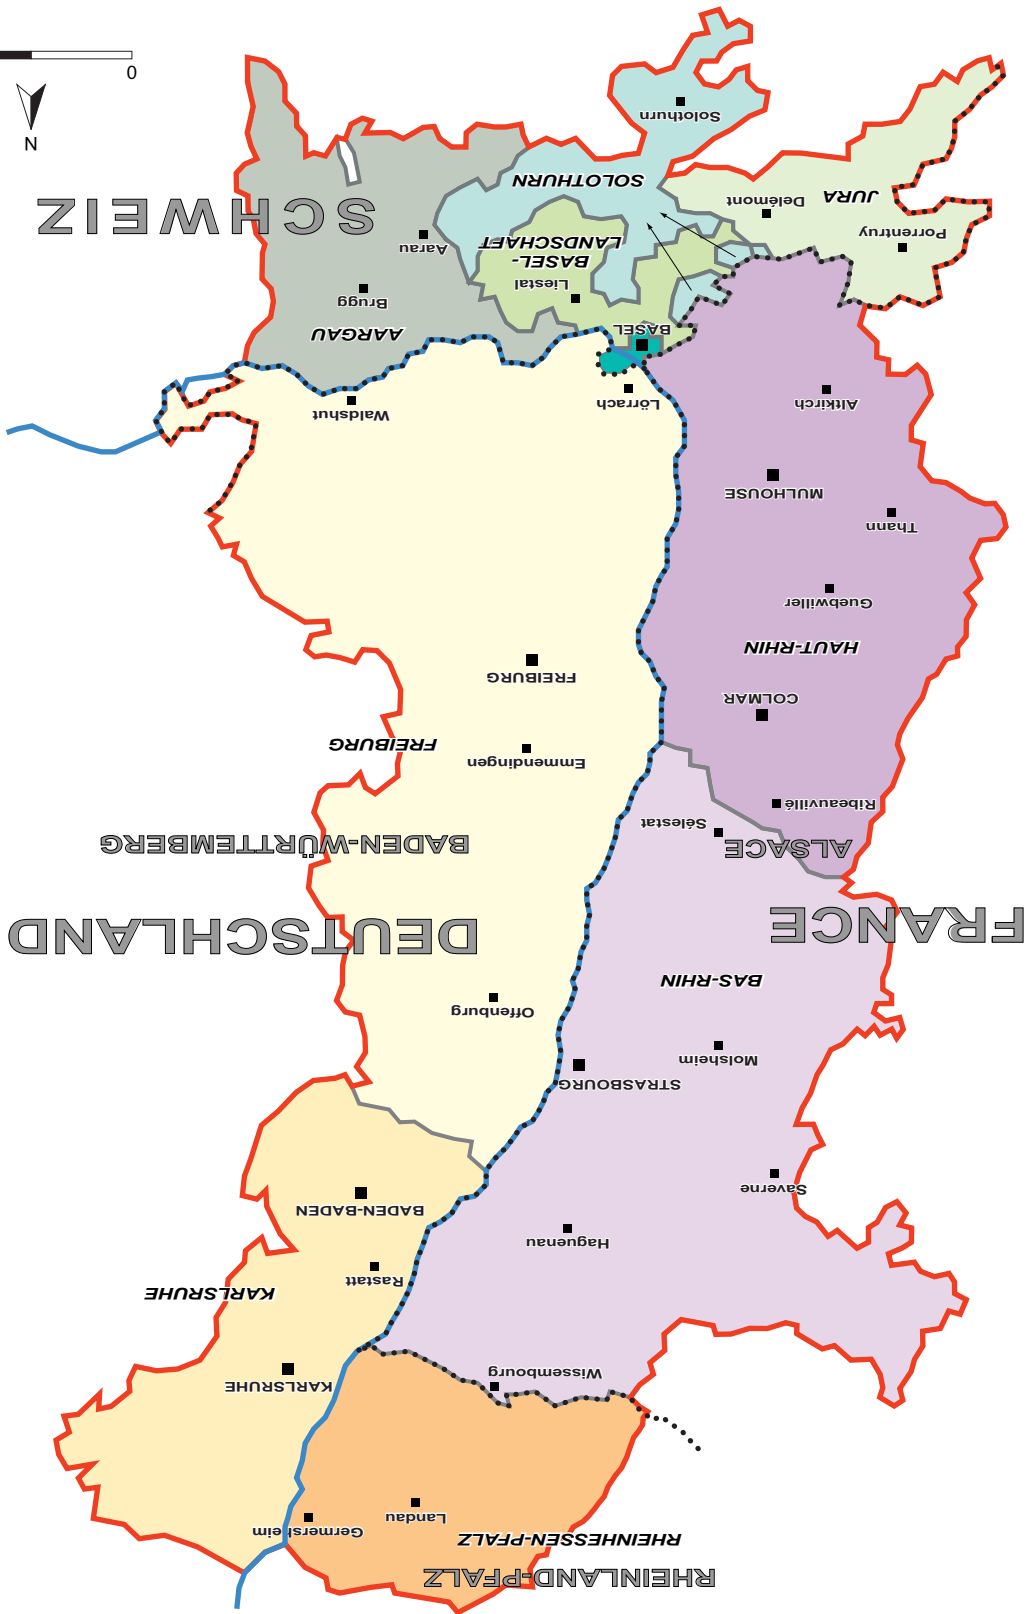 0
N
SCHWEIZ
Solothurn
SOLOTHURN
Delémont
JURA
Porrentruy
Aarau
BASEL-
LANDSCHAFT
Liestal
Brugg
AARGAU
BASEL
Waldshut
Lörrach
Altkirch
MULHOUSE
Thann
Guebwiller
HAUT-RHIN
FREIBURG
COLMAR
FREIBURG
Emmendingen
Ribeauvillé
Sélestat
BADEN-WÜRTTEMBERG
ALSACE
DEUTSCHLAND
FRANCE
BAS-RHIN
Offenburg
Molsheim
STRASBOURG
Saverne
BADEN-BADEN
Haguenau
Rastatt
KARLSRUHE
Wissembourg
KARLSRUHE
Landau
Germersheim
RHEINHESSEN-PFALZ
RHEINLAND-PFALZ